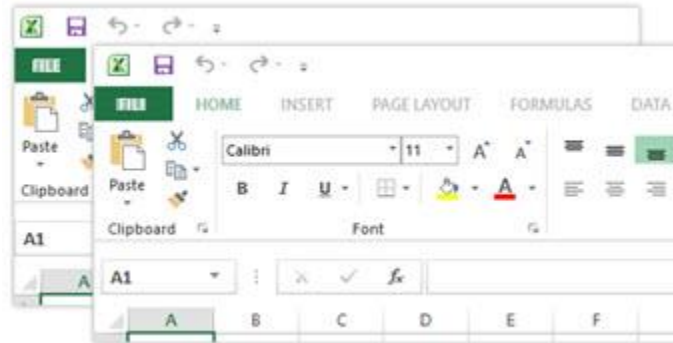 FILE
FILE HOME INSERT PAGE LAYOUT FORMULAS DATA
Paste
Calibri 11 A A
Paste
B I U A
Clipboard
Clipboard Font
A1
A1 fx
A
A B C D E F